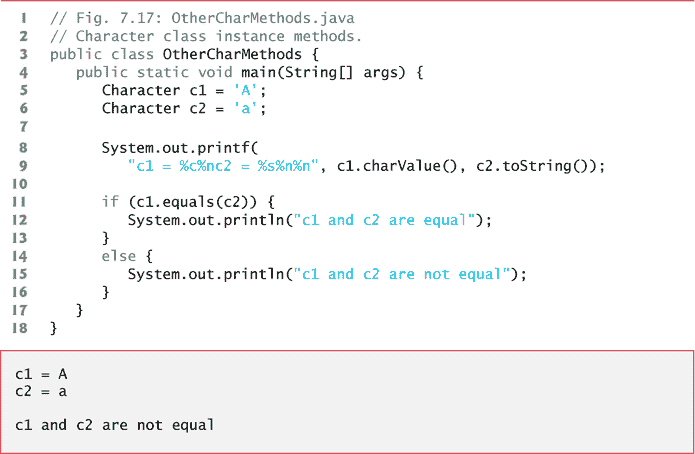 1 // Fig. 7.17: OtherCharMethods.java
2 // Character class instance methods.
3 public class OtherCharMethods {
4 public static void main(String[] args) {
5 Character c1 = 'A';
6 Character c2 = 'a';
7
8 System.out.printf(
9 "c1 = %c%nc2 = %s%n%n", c1.charValue(), c2.toString());
10
11 if (c1.equals(c2)) {
12 System.out.println("c1 and c2 are equal");
13 }
14 else {
15 System.out.println("c1 and c2 are not equal");
16 }
17 }
18 }
c1 = A
c2 = a
c1 and c2 are not equal